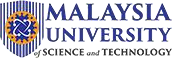 MALAYSIA
UNIVERSITY
of SCIENCE and TECHNOLOGY